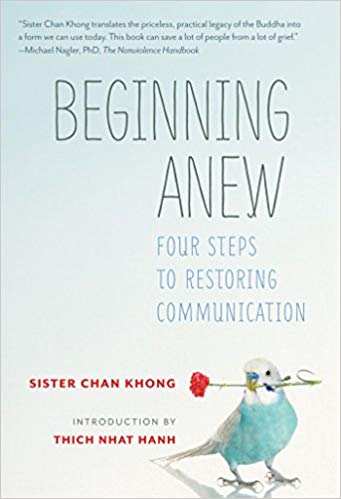 "Sister Chan Khong translates the priceless, practical legacy of the Buddha into
a form we can use today. This book can save a lot of people from a lot of grief."
—Michael Nagler, PhD, The Nonviolence Handbook
BEGINNING
ANEW
FOUR STEPS
TO RESTORING
COMMUNICATION
SISTER CHAN KHONG
INTRODUCTION BY
THICH NHAT HANH